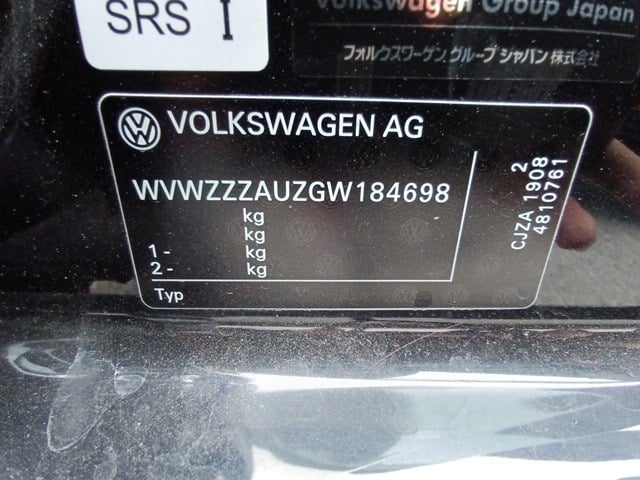 SRS I
Volkswagen Group Japan
フォルクスワーゲン グループ ジャパン 株式会社
VOLKSWAGEN AG
WVWZZZAUZGW184698
kg
kg
1- kg
2- kg
Typ
2
CJZA 1908
4810761